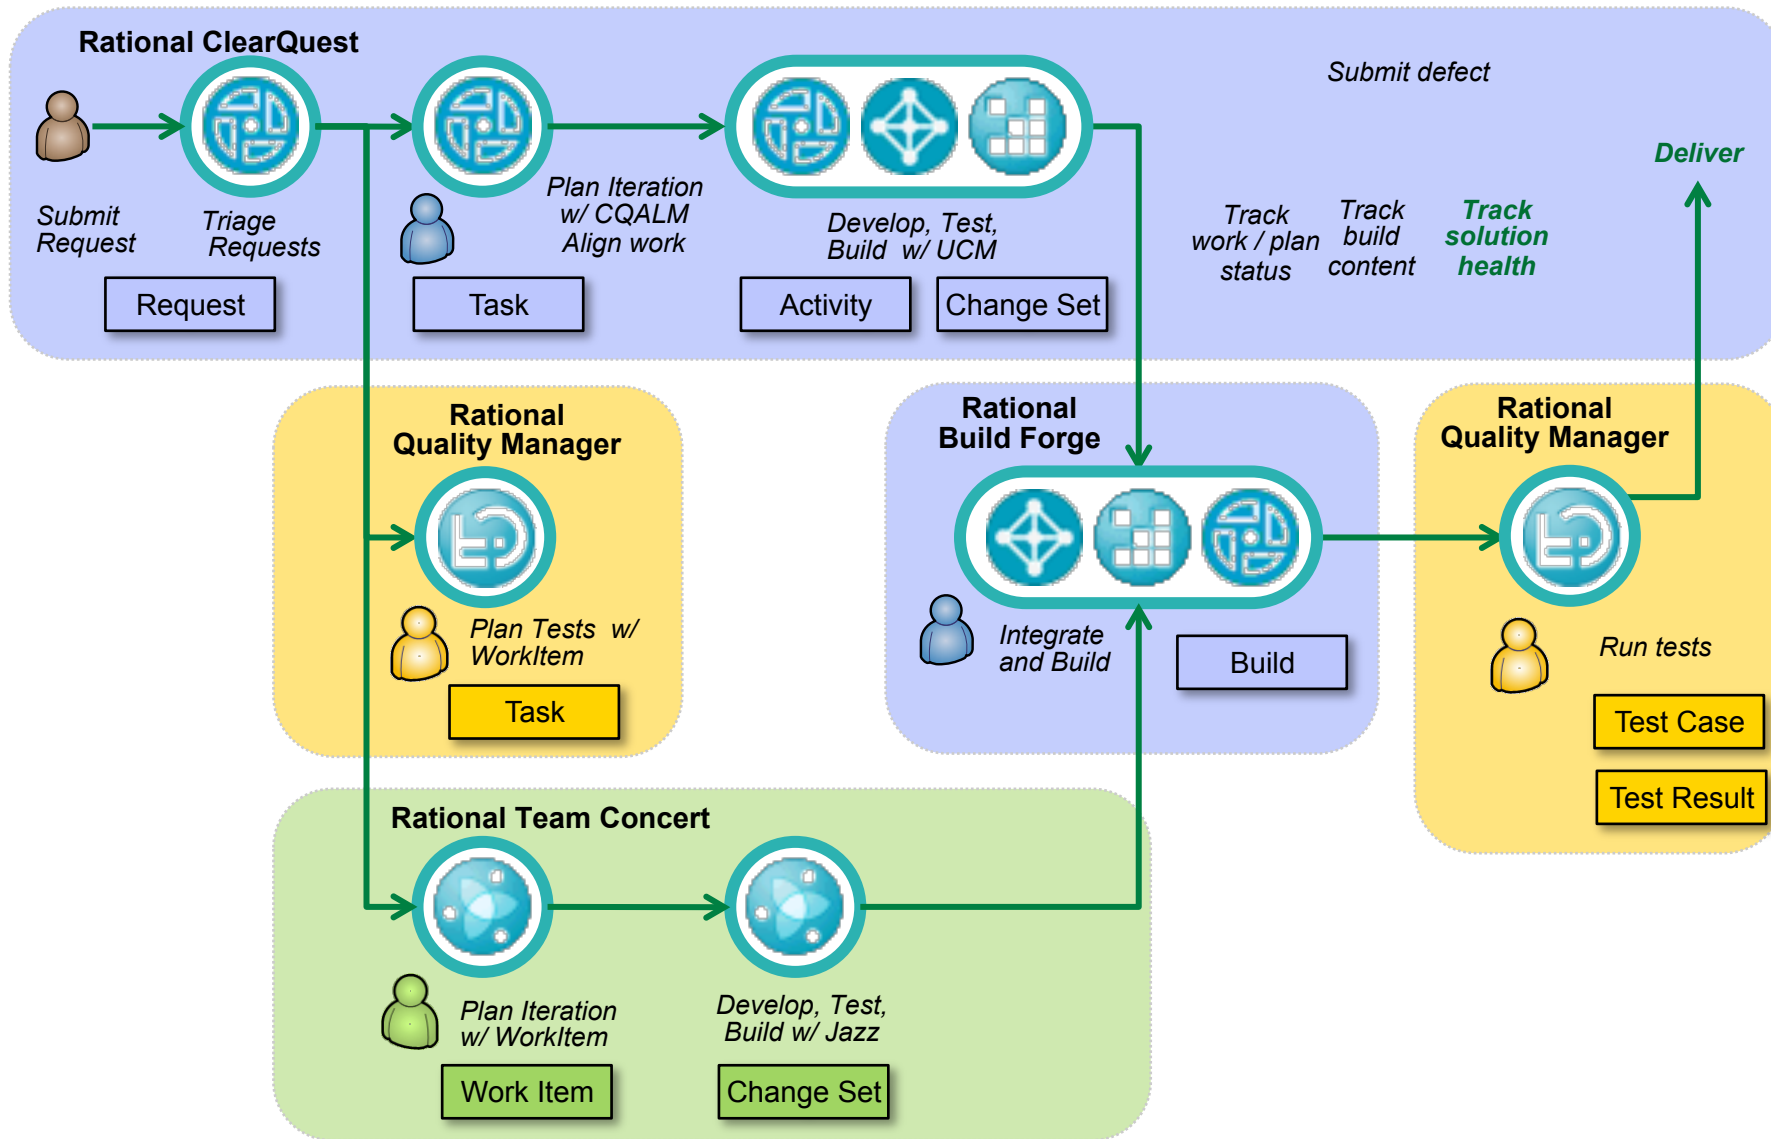 Rational ClearQuest
Submit defect
Deliver
Submit
Request
Triage
Requests
Plan Iteration
w/ CQALM
Align work
Develop, Test,
Build w/ UCM
Track
work / plan
status
Track
build
content
Track
solution
health
Request
Task
Activity
Change Set
Rational
Quality Manager
Plan Tests w/
WorkItem
Task
Rational
Build Forge
Integrate
and Build
Build
Rational
Quality Manager
Run tests
Test Case
Test Result
Rational Team Concert
Plan Iteration
w/ WorkItem
Develop, Test,
Build w/ Jazz
Work Item
Change Set